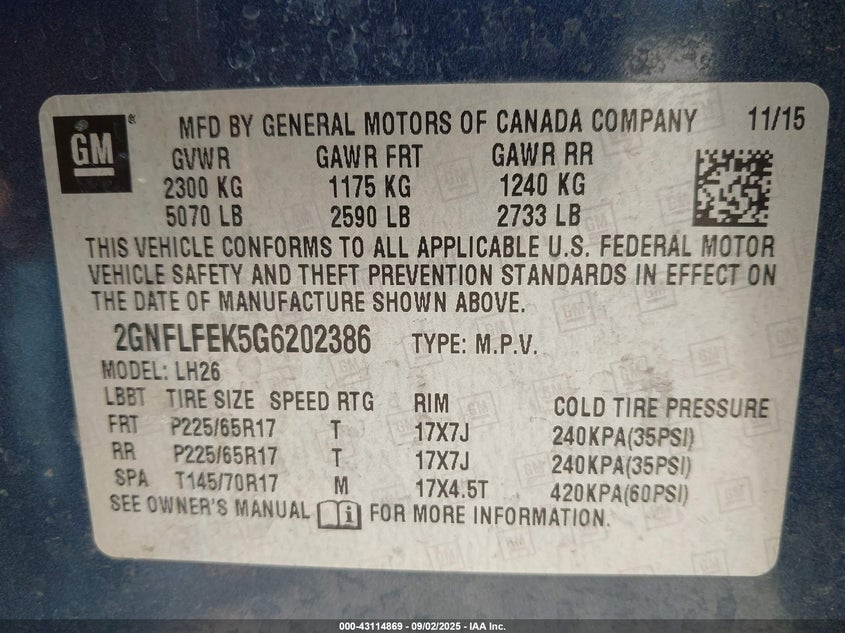 GM ® MFD BY GENERAL MOTORS OF CANADA COMPANY 11/15
GVWR GAWR FRT GAWR RR
2300 KG 1175 KG 1240 KG
5070 LB 2590 LB 2733 LB
THIS VEHICLE CONFORMS TO ALL APPLICABLE U.S. FEDERAL MOTOR
VEHICLE SAFETY AND THEFT PREVENTION STANDARDS IN EFFECT ON
THE DATE OF MANUFACTURE SHOWN ABOVE.
2GNFLFEK5G6202386 TYPE: M.P.V.
MODEL: LH26
LBBT TIRE SIZE SPEED RTG RIM COLD TIRE PRESSURE
FRT P225/65R17 T 17X7J 240KPA(35PSI)
RR P225/65R17 T 17X7J 240KPA(35PSI)
SPA T145/70R17 M 17X4.5T 420KPA(60PSI)
SEE OWNER'S MANUAL i FOR MORE INFORMATION.
000-43114869 - 09/02/2025 - IAA Inc.